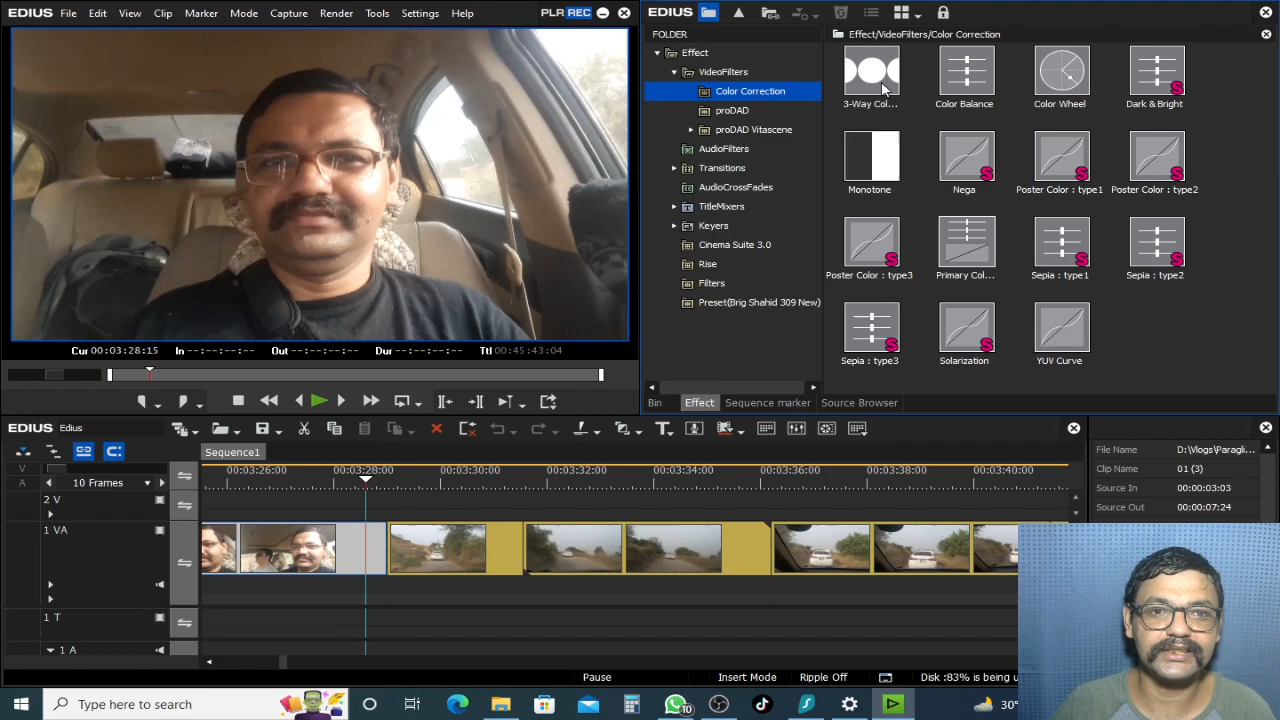 EDIUS File Edit View Clip Marker Mode Capture Render Tools Settings Help PLR REC
Cur 00:03:28:15 In --:--:--:-- Out --:--:--:-- Dur --:--:--:-- Ttl 00:45:43:04
EDIUS
FOLDER
Effect
VideoFilters
Color Correction
proDAD
proDAD Vitascene
AudioFilters
Transitions
AudioCrossFades
TitleMixers
Keyers
Cinema Suite 3.0
Rise
Filters
Preset(Brig Shahid 309 New)
Effect/VideoFilters/Color Correction
3-Way Col... Color Balance Color Wheel Dark & Bright
Monotone Nega Poster Color : type1 Poster Color : type2
Poster Color : type3 Primary Col... Sepia : type1 Sepia : type2
Sepia : type3 Solarization YUV Curve
S
S
S
S
S
S
S
S
S
Bin Effect Sequence marker Source Browser
EDIUS Edius
Sequence1
V
A 10 Frames
00:03:26:00 00:03:28:00 00:03:30:00 00:03:32:00 00:03:34:00 00:03:36:00 00:03:38:00 00:03:40:00
2 V
1 VA
1 T
1 A
File Name D:\Vlogs\Paragli...
Clip Name 01 (3)
Source In 00:00:03:03
Source Out 00:00:07:24
Pause Insert Mode Ripple Off Disk :83% is being u
Type here to search
10
30°